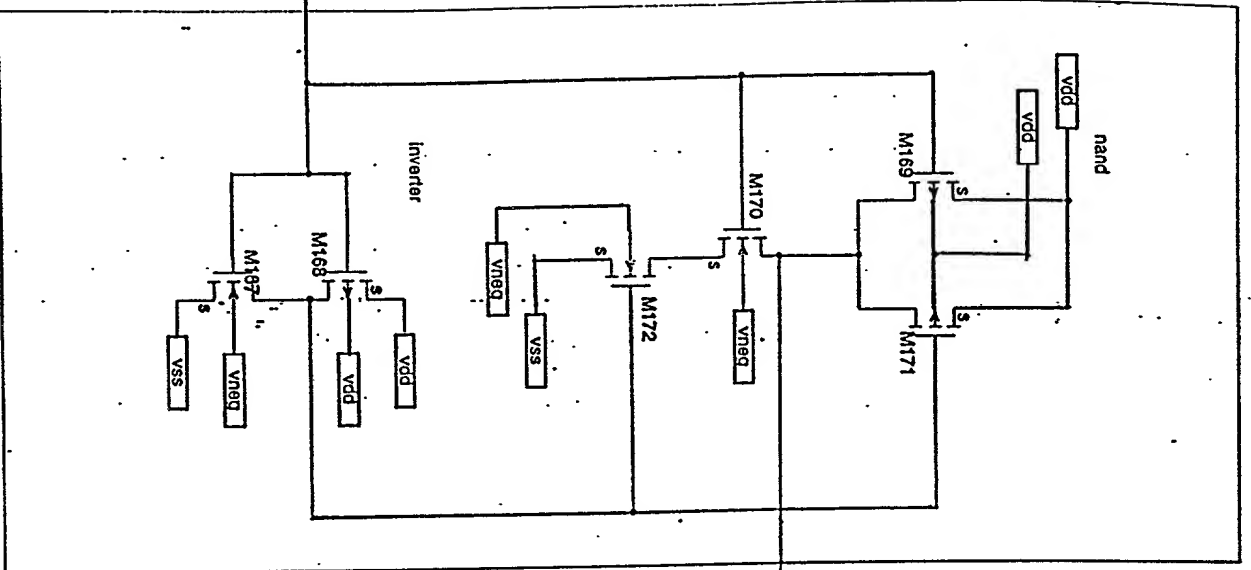 nand
vdd
vdd
M169
s
s
M171
M170
s
vneg
s
M172
vneg
vss
inverter
M168
s
vdd
vdd
M167
s
vneg
vss